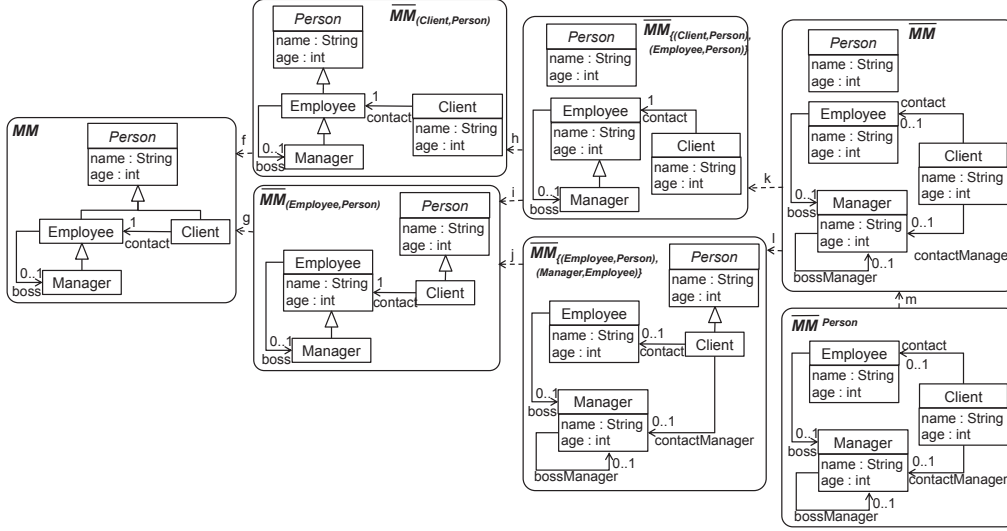 MM
Person
name : String
age : int
Employee
1
contact
Client
0..1
boss
Manager
f
g
MM(Client,Person)
Person
name : String
age : int
Employee
1
contact
Client
name : String
age : int
0..1
boss
Manager
h
MM(Employee,Person)
Person
name : String
age : int
Employee
name : String
age : int
1
contact
Client
0..1
boss
Manager
i
j
MM{(Client,Person),
(Employee,Person)}
Person
name : String
age : int
Employee
1
contact
Client
name : String
age : int
0..1
boss
Manager
k
MM{(Employee,Person),
(Manager,Employee)}
Person
name : String
age : int
Employee
name : String
age : int
0..1
contact
Client
0..1
boss
Manager
name : String
age : int
0..1
contactManager
bossManager
0..1
l
MM
Person
name : String
age : int
Employee
name : String
age : int
contact
0..1
Client
name : String
age : int
0..1
boss
Manager
name : String
age : int
0..1
contactManager
bossManager
0..1
m
MM Person
Employee
name : String
age : int
contact
0..1
Client
name : String
age : int
0..1
boss
Manager
name : String
age : int
0..1
contactManager
bossManager
0..1